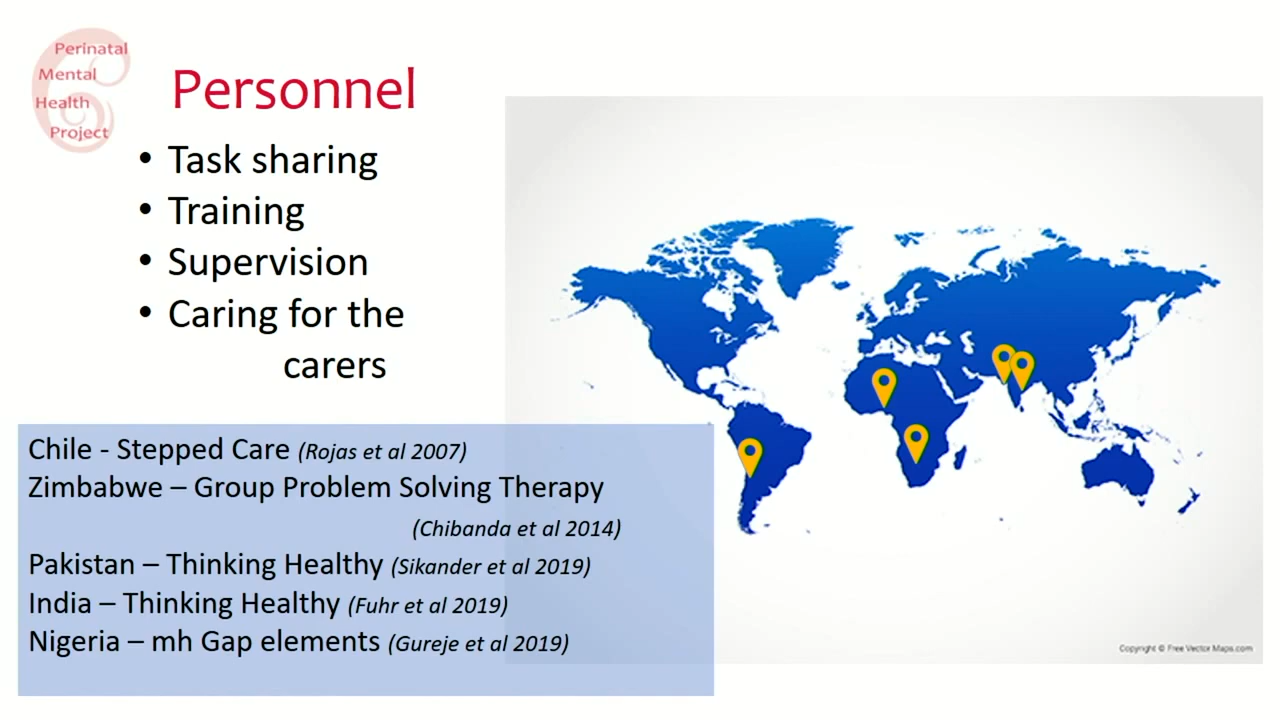 Perinatal
Mental
Health
Project
Personnel
• Task sharing
• Training
• Supervision
• Caring for the
carers
Chile - Stepped Care (Rojas et al 2007)
Zimbabwe – Group Problem Solving Therapy
(Chibanda et al 2014)
Pakistan – Thinking Healthy (Sikander et al 2019)
India – Thinking Healthy (Fuhr et al 2019)
Nigeria – mh Gap elements (Gureje et al 2019)
Copyright © Free Vector Maps.com